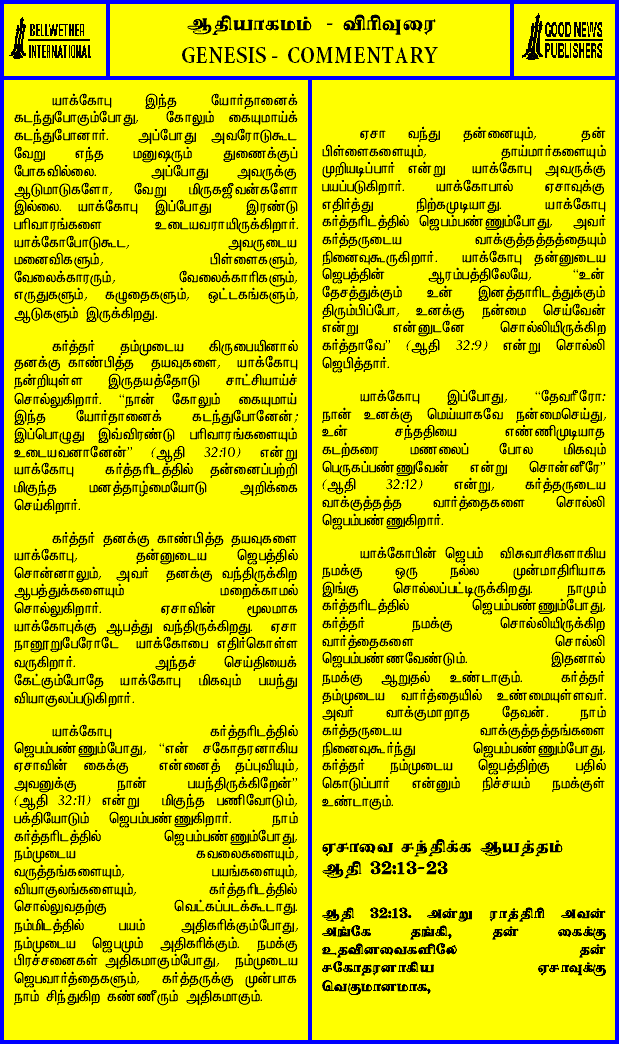 BELLWETHER
INTERNATIONAL
ஆதியாகமம் - விரிவுரை
GENESIS - COMMENTARY
GOOD NEWS
PUBLISHERS
யாக்கோபு இந்த யோர்தானைக்
கடந்துபோகும்போது, கோலும் கையுமாய்க்
கடந்துபோனார். அப்போது அவரோடுகூட
வேறு எந்த மனுஷரும் துணைக்குப்
போகவில்லை. அப்போது அவருக்கு
ஆடுமாடுகளோ, வேறு மிருகஜீவன்களோ
இல்லை. யாக்கோபு இப்போது இரண்டு
பரிவாரங்களை உடையவராயிருக்கிறார்.
யாக்கோபோடுகூட, அவருடைய
மனைவிகளும், பிள்ளைகளும்,
வேலைக்காரரும், வேலைக்காரிகளும்,
எருதுகளும், கழுதைகளும், ஒட்டகங்களும்,
ஆடுகளும் இருக்கிறது.
கர்த்தர் தம்முடைய கிருபையினால்
தனக்கு காண்பித்த தயவுகளை, யாக்கோபு
நன்றியுள்ள இருதயத்தோடு சாட்சியாய்ச்
சொல்லுகிறார். “நான் கோலும் கையுமாய்
இந்த யோர்தானைக் கடந்துபோனேன்;
இப்பொழுது இவ்விரண்டு பரிவாரங்களையும்
உடையவனானேன்” (ஆதி 32:10) என்று
யாக்கோபு கர்த்தரிடத்தில் தன்னைப்பற்றி
மிகுந்த மனத்தாழ்மையோடு அறிக்கை
செய்கிறார்.
கர்த்தர் தனக்கு காண்பித்த தயவுகளை
யாக்கோபு, தன்னுடைய ஜெபத்தில்
சொன்னாலும், அவர் தனக்கு வந்திருக்கிற
ஆபத்துக்களையும் மறைக்காமல்
சொல்லுகிறார். ஏசாவின் மூலமாக
யாக்கோபுக்கு ஆபத்து வந்திருக்கிறது. ஏசா
நானூறுபேரோடே யாக்கோபை எதிர்கொள்ள
வருகிறார். அந்தச் செய்தியைக்
கேட்கும்போதே யாக்கோபு மிகவும் பயந்து
வியாகுலப்படுகிறார்.
யாக்கோபு கர்த்தரிடத்தில்
ஜெபம்பண்ணும்போது, “என் சகோதரனாகிய
ஏசாவின் கைக்கு என்னைத் தப்புவியும்,
அவனுக்கு நான் பயந்திருக்கிறேன்”
(ஆதி 32:11) என்று மிகுந்த பணிவோடும்,
பக்தியோடும் ஜெபம்பண்ணுகிறார். நாம்
கர்த்தரிடத்தில் ஜெபம்பண்ணும்போது,
நம்முடைய கவலைகளையும்,
வருத்தங்களையும், பயங்களையும்,
வியாகுலங்களையும், கர்த்தரிடத்தில்
சொல்லுவதற்கு வெட்கப்படக்கூடாது.
நம்மிடத்தில் பயம் அதிகரிக்கும்போது,
நம்முடைய ஜெபமும் அதிகரிக்கும். நமக்கு
பிரச்சனைகள் அதிகமாகும்போது, நம்முடைய
ஜெபவார்த்தைகளும், கர்த்தருக்கு முன்பாக
நாம் சிந்துகிற கண்ணீரும் அதிகமாகும்.
ஏசா வந்து தன்னையும், தன்
பிள்ளைகளையும், தாய்மார்களையும்
முறியடிப்பார் என்று யாக்கோபு அவருக்கு
பயப்படுகிறார். யாக்கோபால் ஏசாவுக்கு
எதிர்த்து நிற்கமுடியாது. யாக்கோபு
கர்த்தரிடத்தில் ஜெபம்பண்ணும்போது, அவர்
கர்த்தருடைய வாக்குத்தத்தத்தையும்
நினைவுகூருகிறார். யாக்கோபு தன்னுடைய
ஜெபத்தின் ஆரம்பத்திலேயே, “உன்
தேசத்துக்கும் உன் இனத்தாரிடத்துக்கும்
திரும்பிப்போ, உனக்கு நன்மை செய்வேன்
என்று என்னுடனே சொல்லியிருக்கிற
கர்த்தாவே” (ஆதி 32:9) என்று சொல்லி
ஜெபித்தார்.
யாக்கோபு இப்போது, “தேவரீரோ:
நான் உனக்கு மெய்யாகவே நன்மைசெய்து,
உன் சந்ததியை எண்ணிமுடியாத
கடற்கரை மணலைப் போல மிகவும்
பெருகப்பண்ணுவேன் என்று சொன்னீரே”
(ஆதி 32:12) என்று, கர்த்தருடைய
வாக்குத்தத்த வார்த்தைகளை சொல்லி
ஜெபம்பண்ணுகிறார்.
யாக்கோபின் ஜெபம் விசுவாசிகளாகிய
நமக்கு ஒரு நல்ல முன்மாதிரியாக
இங்கு சொல்லப்பட்டிருக்கிறது. நாமும்
கர்த்தரிடத்தில் ஜெபம்பண்ணும்போது,
கர்த்தர் நமக்கு சொல்லியிருக்கிற
வார்த்தைகளை சொல்லி
ஜெபம்பண்ணவேண்டும். இதனால்
நமக்கு ஆறுதல் உண்டாகும். கர்த்தர்
தம்முடைய வார்த்தையில் உண்மையுள்ளவர்.
அவர் வாக்குமாறாத தேவன். நாம்
கர்த்தருடைய வாக்குத்தத்தங்களை
நினைவுகூர்ந்து ஜெபம்பண்ணும்போது,
கர்த்தர் நம்முடைய ஜெபத்திற்கு பதில்
கொடுப்பார் என்னும் நிச்சயம் நமக்குள்
உண்டாகும்.
ஏசாவை சந்திக்க ஆயத்தம்
ஆதி 32:13-23
ஆதி 32:13. அன்று ராத்திரி அவன்
அங்கே தங்கி, தன் கைக்கு
உதவினவைகளிலே தன்
சகோதரனாகிய ஏசாவுக்கு
வெகுமானமாக,